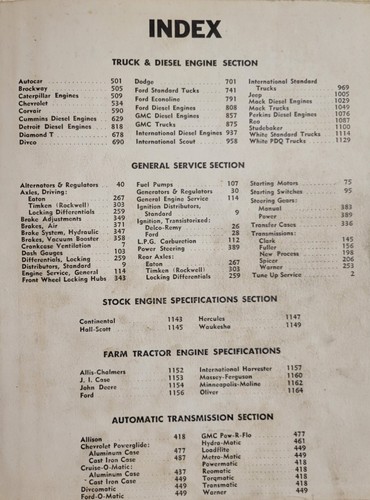 INDEX
TRUCK & DIESEL ENGINE SECTION
Autocar 501
Brockway 505
Caterpillar Engines 509
Chevrolet 534
Corvair 590
Cummins Diesel Engines 629
Detroit Diesel Engines 818
Diamond T 678
Divco 690
Dodge 701
Ford Standard Tucks 741
Ford Econoline 791
Ford Diesel Engines 808
GMC Diesel Engines 857
GMC Trucks 875
International Diesel Engines 937
International Scout 958
International Standard
Trucks 969
Jeep 1005
Mack Diesel Engines 1029
Mack Trucks 1049
Perkins Diesel Engines 1076
Reo 1087
Studebaker 1100
White Standard Trucks 1114
White PDQ Trucks 1129
GENERAL SERVICE SECTION
Alternators & Regulators 40
Axles, Driving:
Eaton 267
Timken (Rockwell) 303
Locking Differentials 259
Brake Adjustments 349
Brakes, Air 371
Brake System, Hydraulic 347
Brakes, Vacuum Booster 358
Crankcase Ventilation 7
Dash Gauges 103
Differentials, Locking 259
Distributors, Standard 9
Engine Service, General 114
Front Wheel Locking Hubs 343
Fuel Pumps 107
Generators & Regulators 30
General Engine Service 114
Ignition Distributors,
Standard 9
Ignition, Transistorized:
Delco-Remy 26
Ford 28
L.P.G. Carburetion 112
Power Steering 389
Rear Axles:
Eaton 267
Timken (Rockwell) 303
Locking Differentials 259
Starting Motors 75
Starting Switches 95
Steering Gears:
Manual 383
Power 389
Transfer Cases 336
Transmissions:
Clark 145
Fuller 156
New Process 198
Spicer 206
Warner 253
Tune Up Service 2
STOCK ENGINE SPECIFICATIONS SECTION
Continental 1143
Hall-Scott 1145
Hercules 1147
Waukesha 1149
FARM TRACTOR ENGINE SPECIFICATIONS
Allis-Chalmers 1152
J. I. Case 1153
John Deere 1154
Ford 1156
International Harvester 1157
Massey-Ferguson 1160
Minneapolis-Moline 1162
Oliver 1164
AUTOMATIC TRANSMISSION SECTION
Allison 418
Chevrolet Powerglide:
Aluminum Case 477
Cast Iron Case 487
Cruise-O-Matic:
Aluminum Case 437
Cast Iron Case 449
Divcomatic 449
Ford-O-Matic 449
GMC Pow-R-Flo 477
Hydra-Matic 461
Loadflite 449
Metro-Matic 449
Powermatic 418
Reomatic 418
Torqmatic 418
Transmatic 418
Warner 449